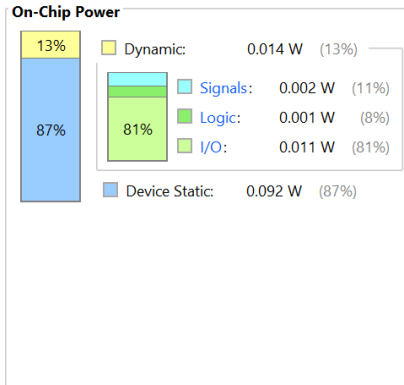 On-Chip Power
13%
Dynamic: 0.014 W (13%)
87%
81%
Signals: 0.002 W (11%)
Logic: 0.001 W (8%)
I/O: 0.011 W (81%)
Device Static: 0.092 W (87%)